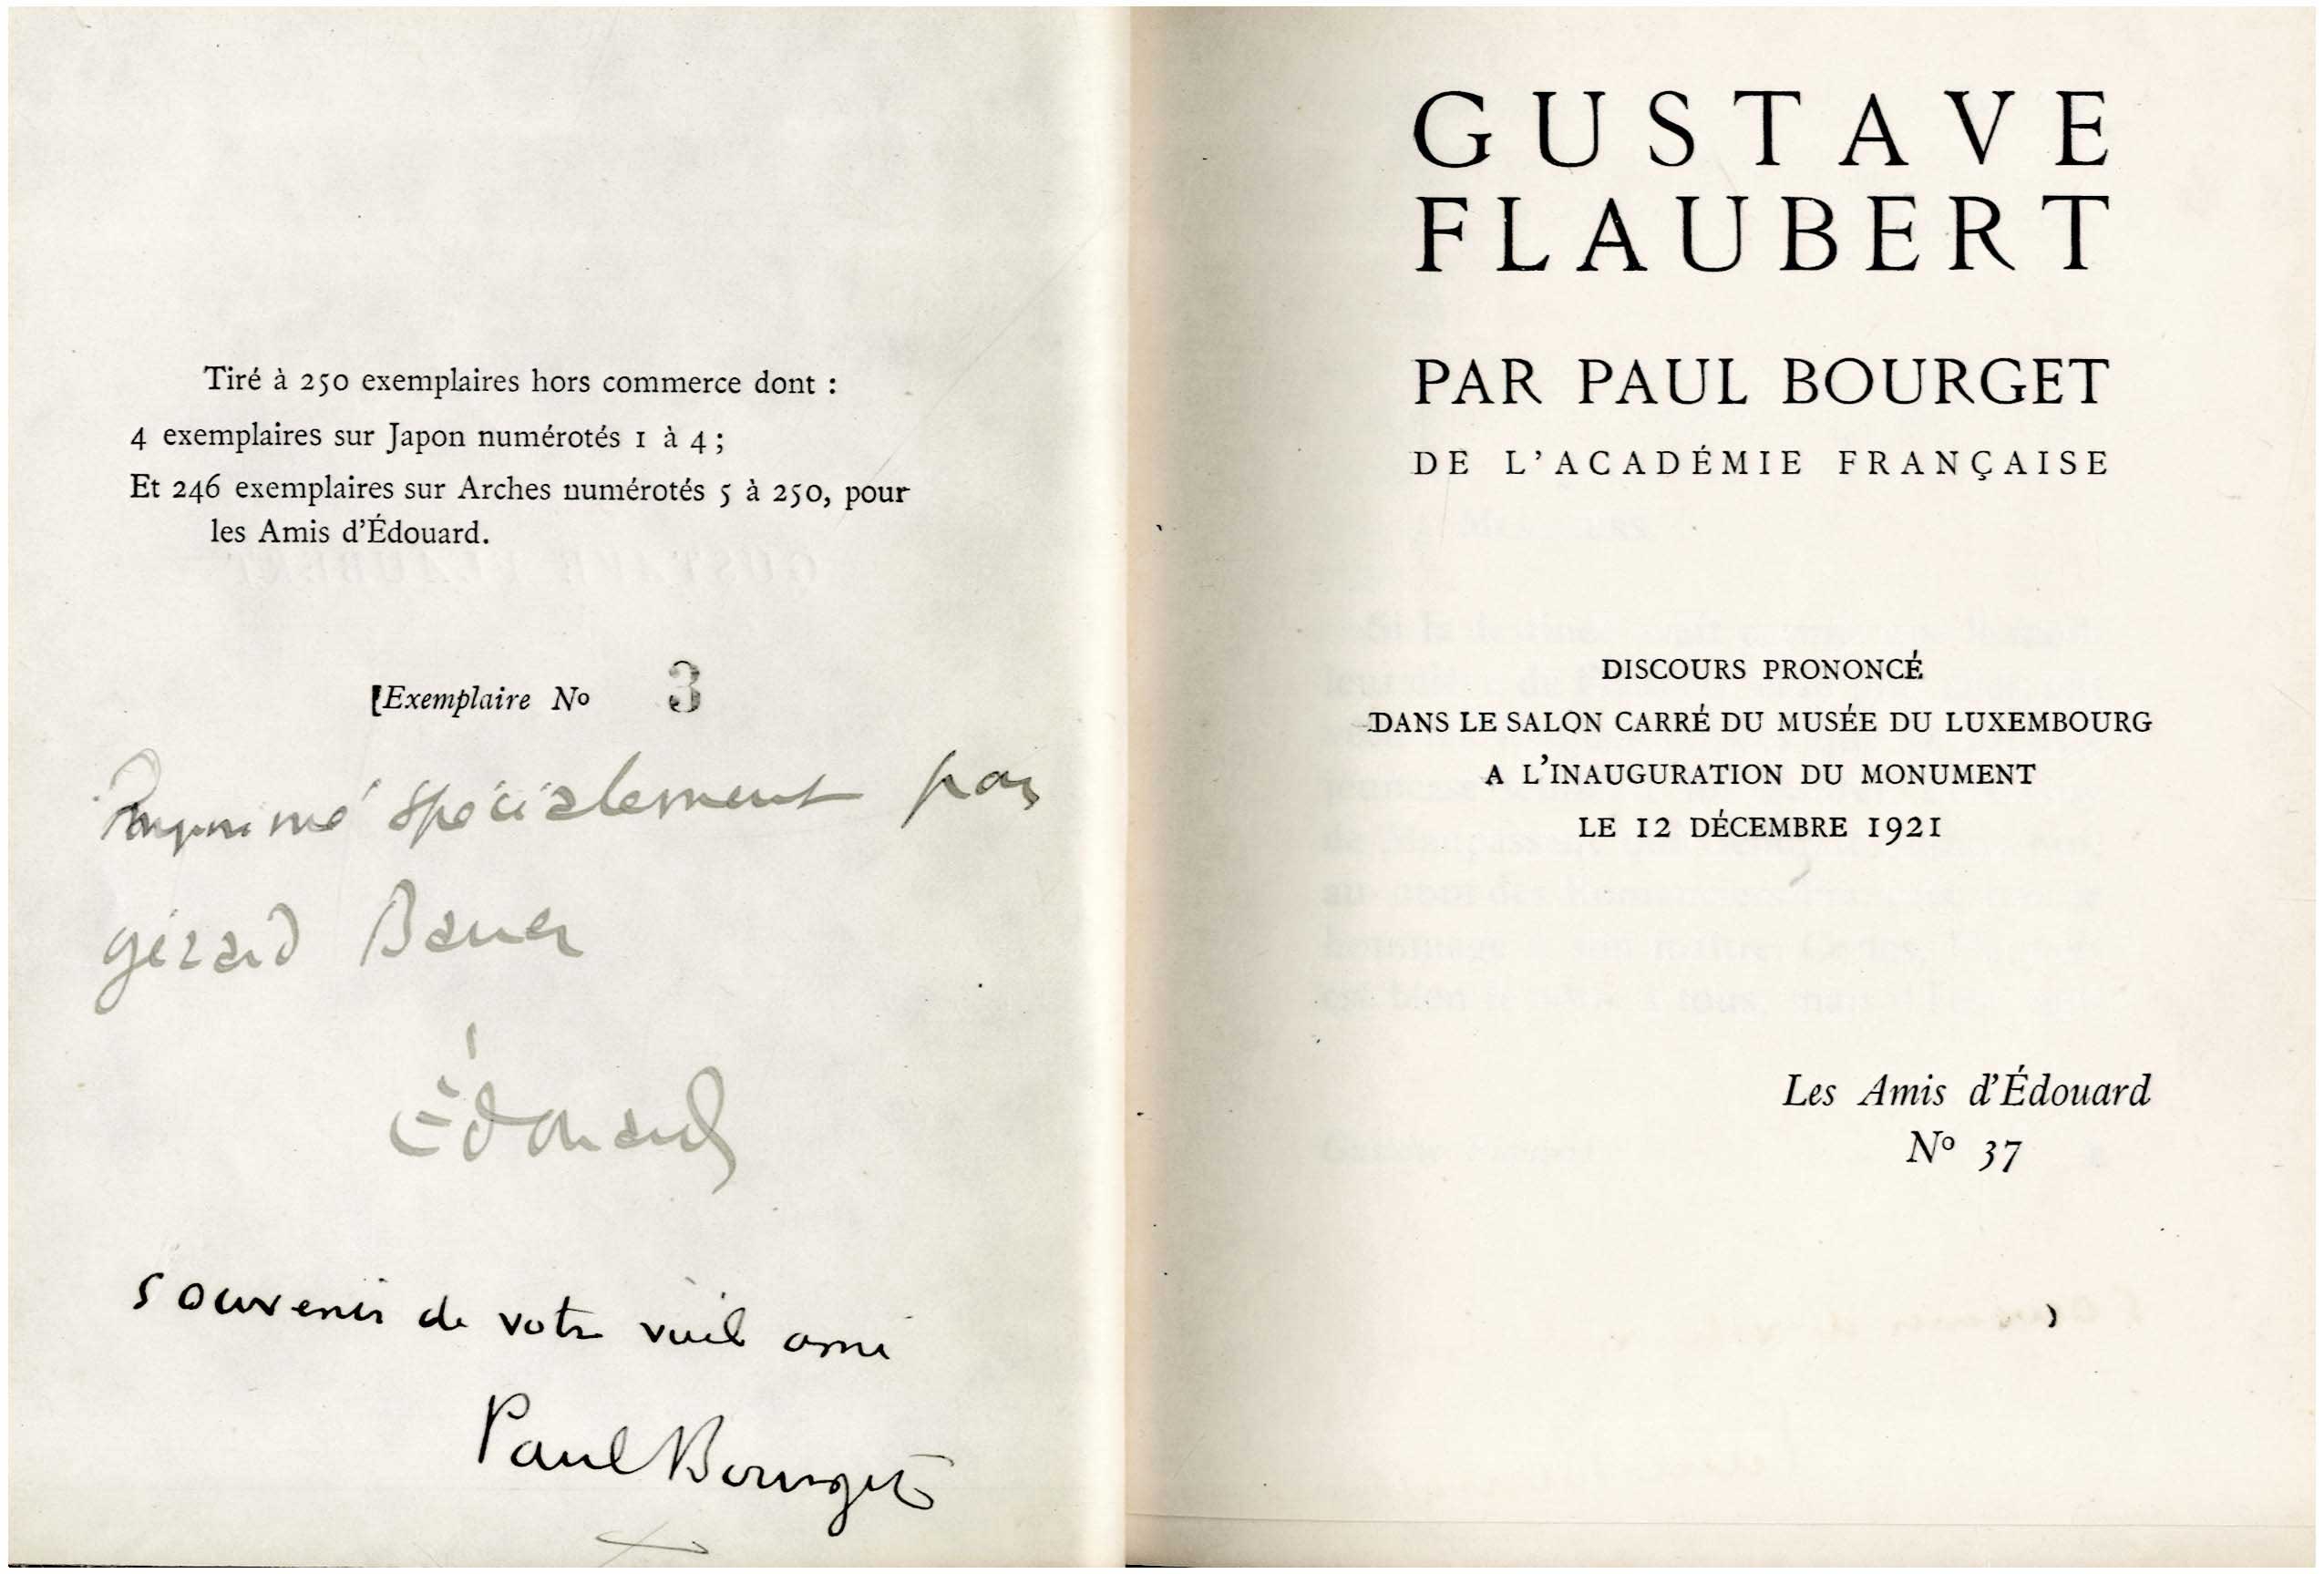 Tiré à 250 exemplaires hors commerce dont :
4 exemplaires sur Japon numérotés 1 à 4 ;
Et 246 exemplaires sur Arches numérotés 5 à 250, pour
les Amis d'Édouard.
[Exemplaire No 3
spécialement
Gérard Bauer
Édouard
Souvenir de votre vieil ami
Paul Bourget
GUSTAVE
FLAUBERT
PAR PAUL BOURGET
DE L'ACADÉMIE FRANÇAISE
DISCOURS PRONONCÉ
DANS LE SALON CARRÉ DU MUSÉE DU LUXEMBOURG
A L'INAUGURATION DU MONUMENT
LE 12 DÉCEMBRE 1921
Les Amis d'Édouard
No 37